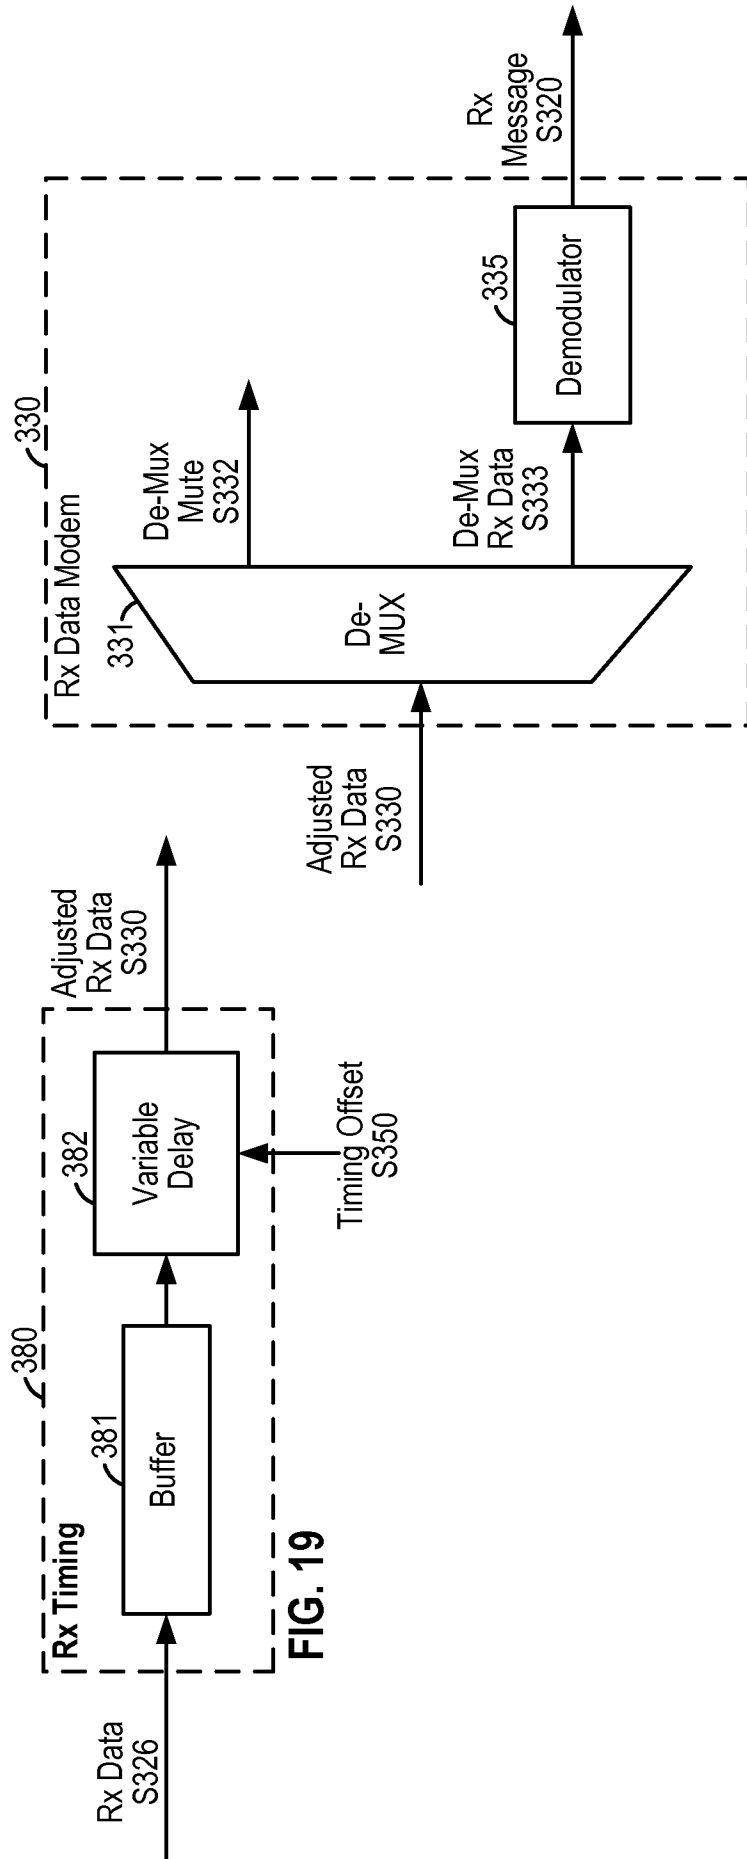 Rx Data
S326
380
Rx Timing
381
Buffer
382
Variable
Delay
Timing Offset
S350
Adjusted
Rx Data
S330
FIG. 19
330
Rx Data Modem
Adjusted
Rx Data
S330
331
De-
MUX
De-Mux
Mute
S332
De-Mux
Rx Data
S333
335
Demodulator
Rx
Message
S320